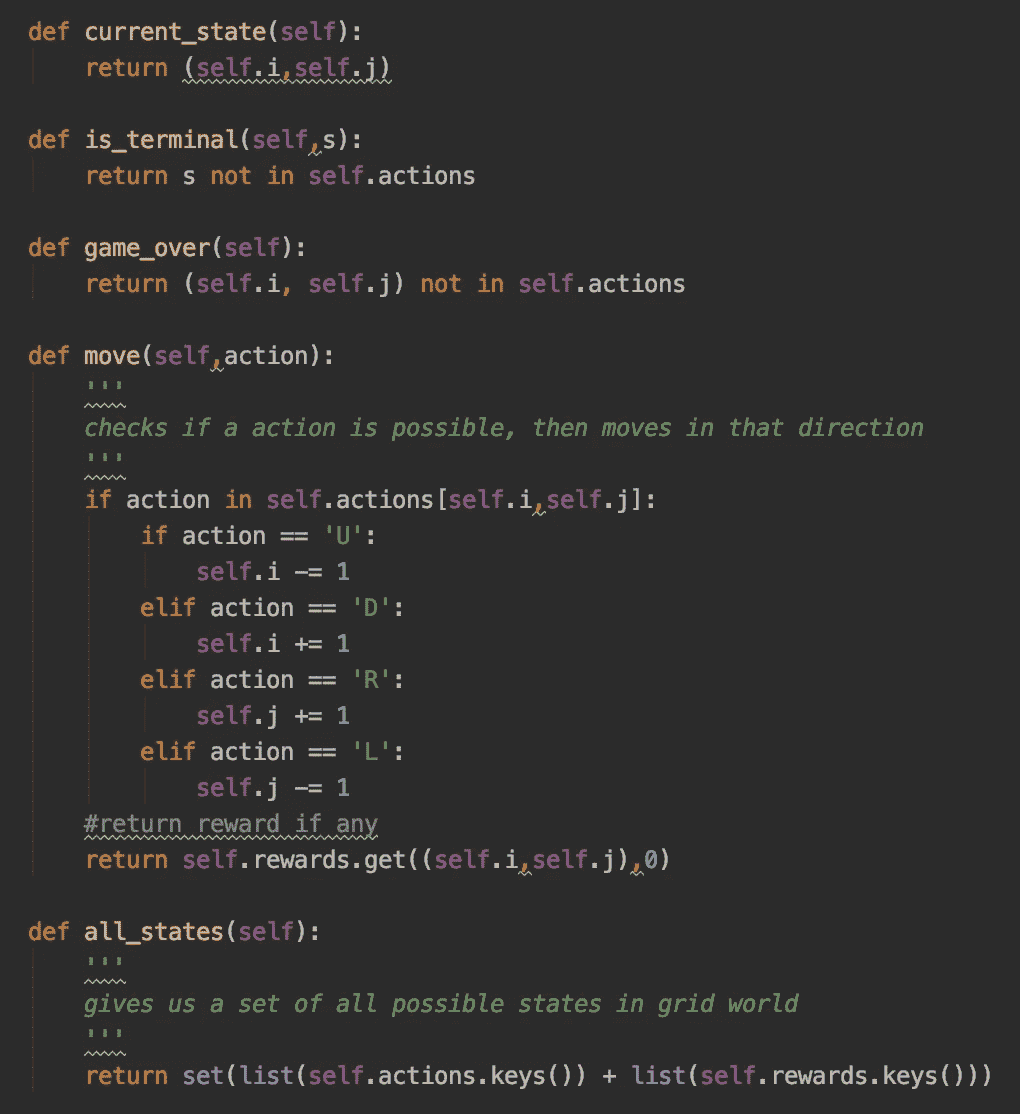 def current_state(self):
    return (self.i,self.j)

def is_terminal(self,s):
    return s not in self.actions

def game_over(self):
    return (self.i, self.j) not in self.actions

def move(self,action):
    '''
    checks if a action is possible, then moves in that direction
    '''
    if action in self.actions[self.i,self.j]:
        if action == 'U':
            self.i -= 1
        elif action == 'D':
            self.i += 1
        elif action == 'R':
            self.j += 1
        elif action == 'L':
            self.j -= 1
    #return reward if any
    return self.rewards.get((self.i,self.j),0)

def all_states(self):
    '''
    gives us a set of all possible states in grid world
    '''
    return set(list(self.actions.keys()) + list(self.rewards.keys()))